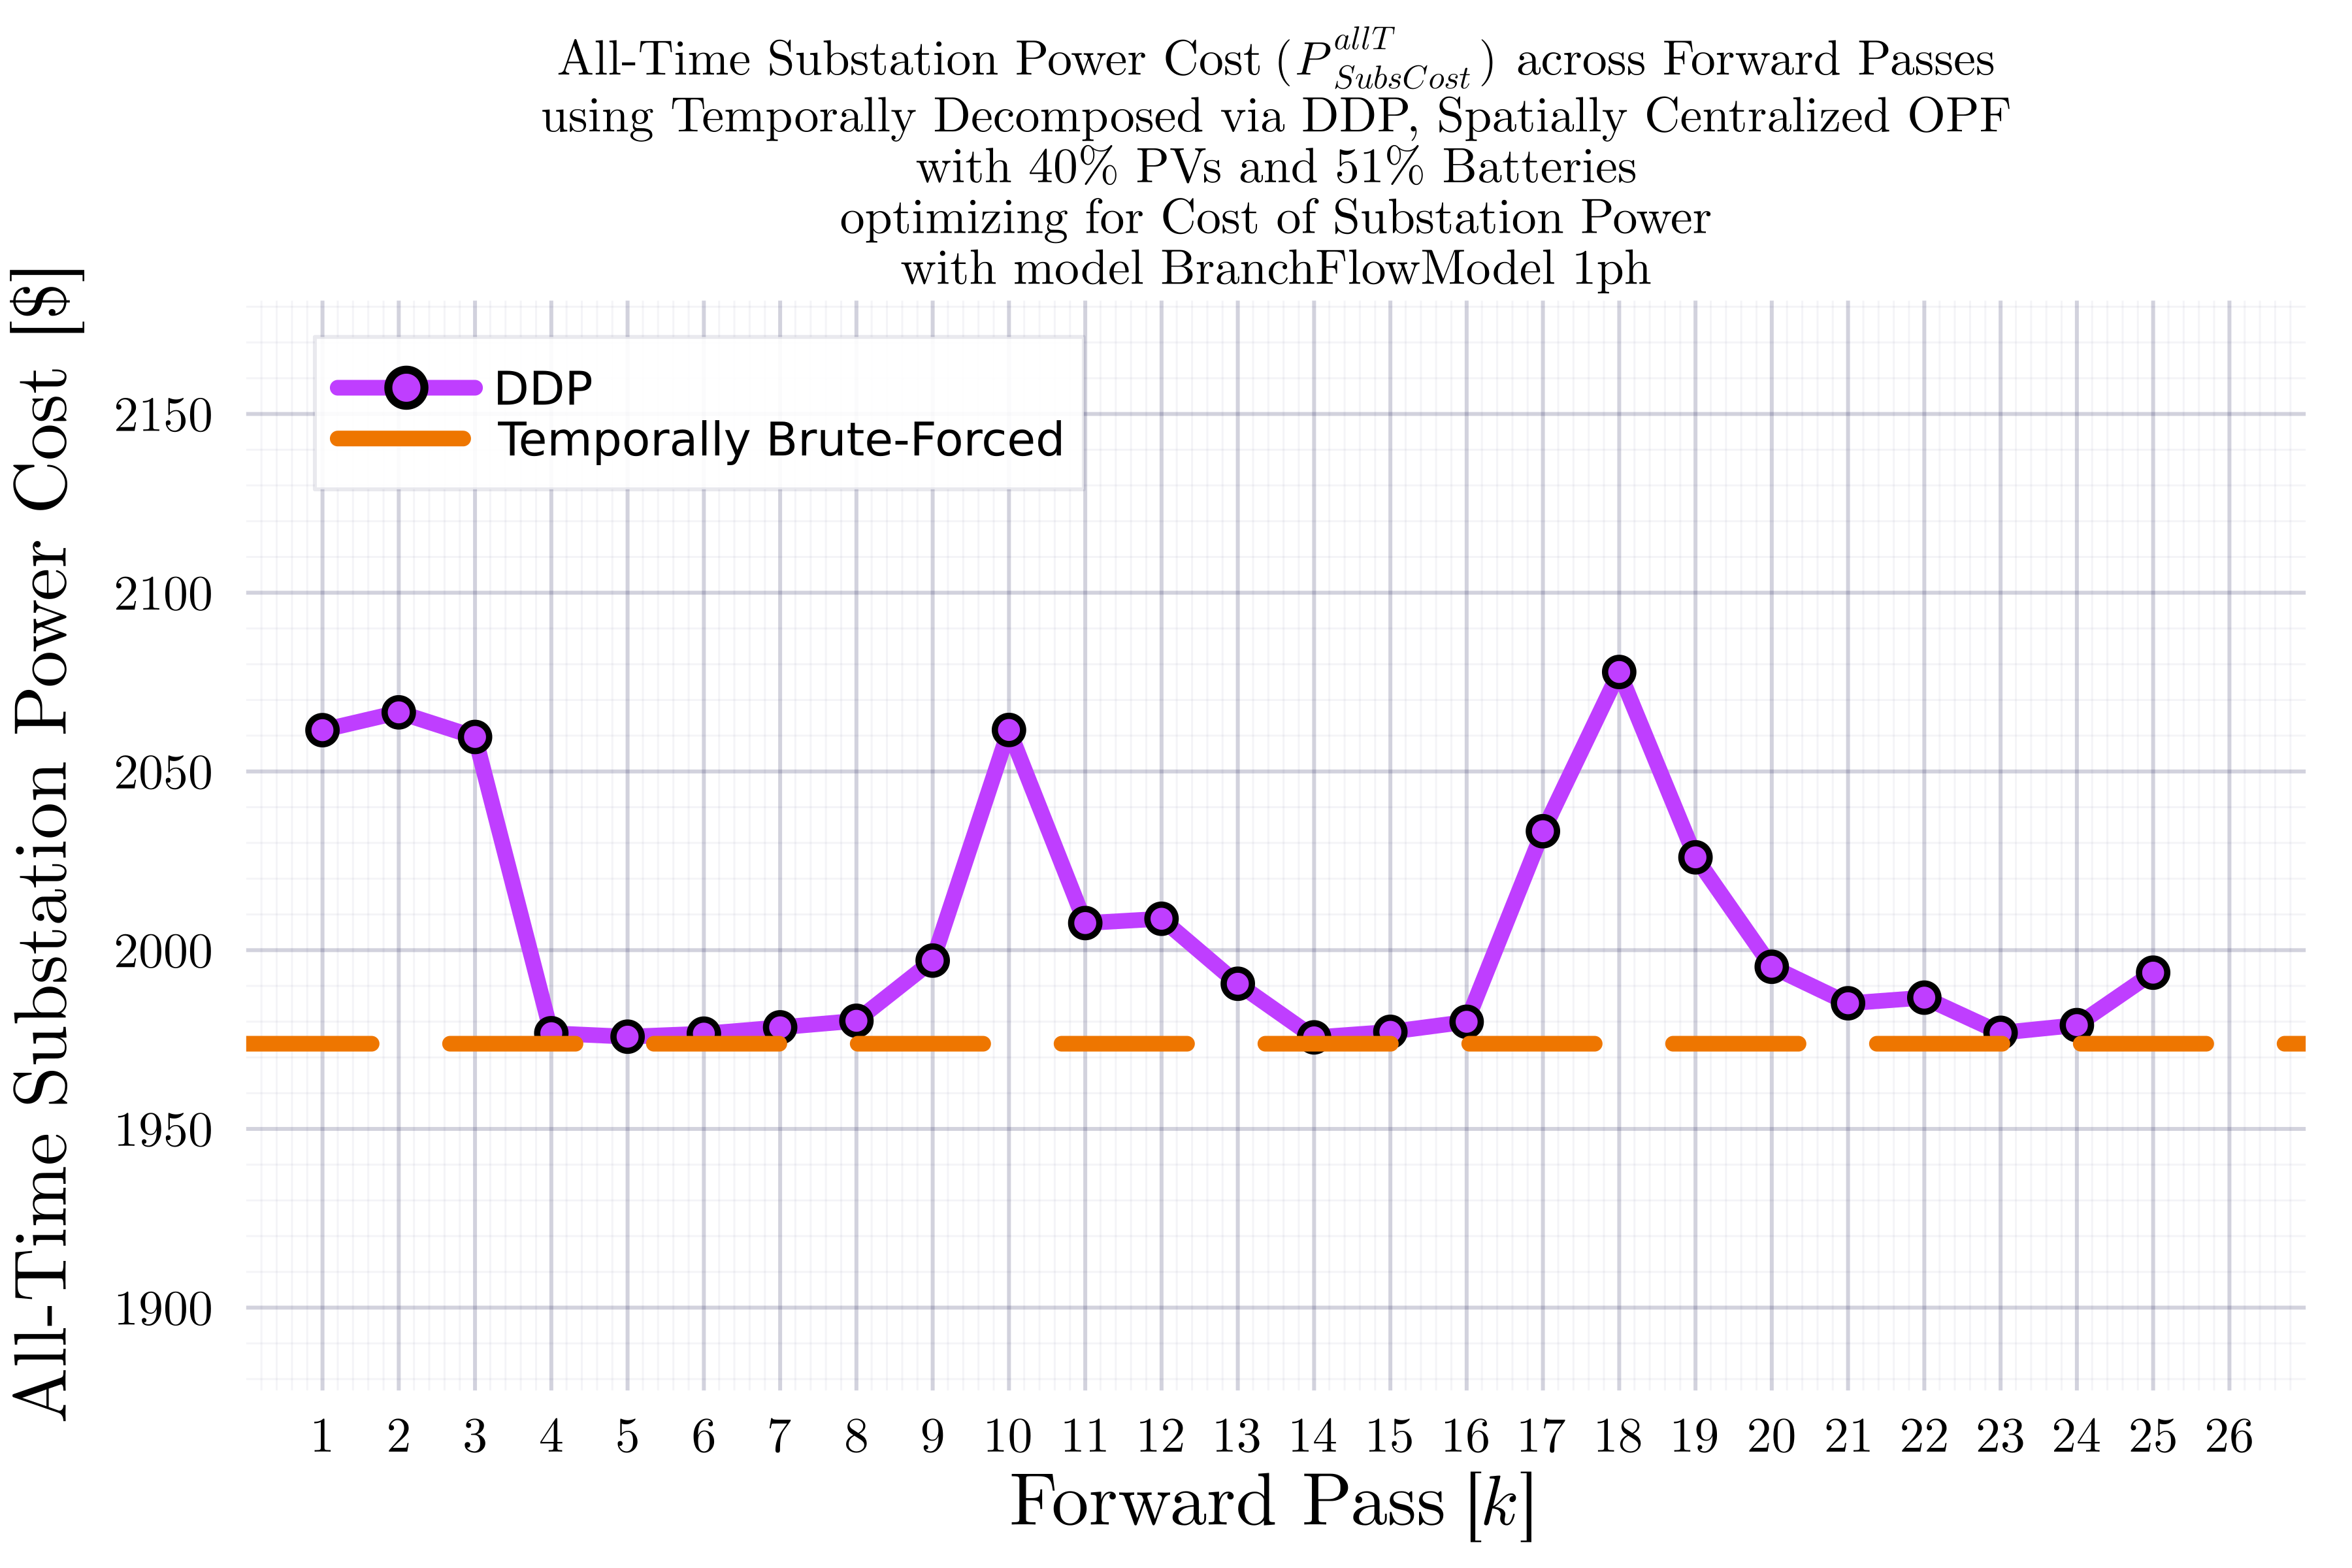 All-Time Substation Power Cost (P^{allT}_{SubsCost}) across Forward Passes
using Temporally Decomposed via DDP, Spatially Centralized OPF
with 40% PVs and 51% Batteries
optimizing for Cost of Substation Power
with model BranchFlowModel 1ph
All-Time Substation Power Cost [$]
DDP
Temporally Brute-Forced
2150
2100
2050
2000
1950
1900
1 2 3 4 5 6 7 8 9 10 11 12 13 14 15 16 17 18 19 20 21 22 23 24 25 26
Forward Pass [k]